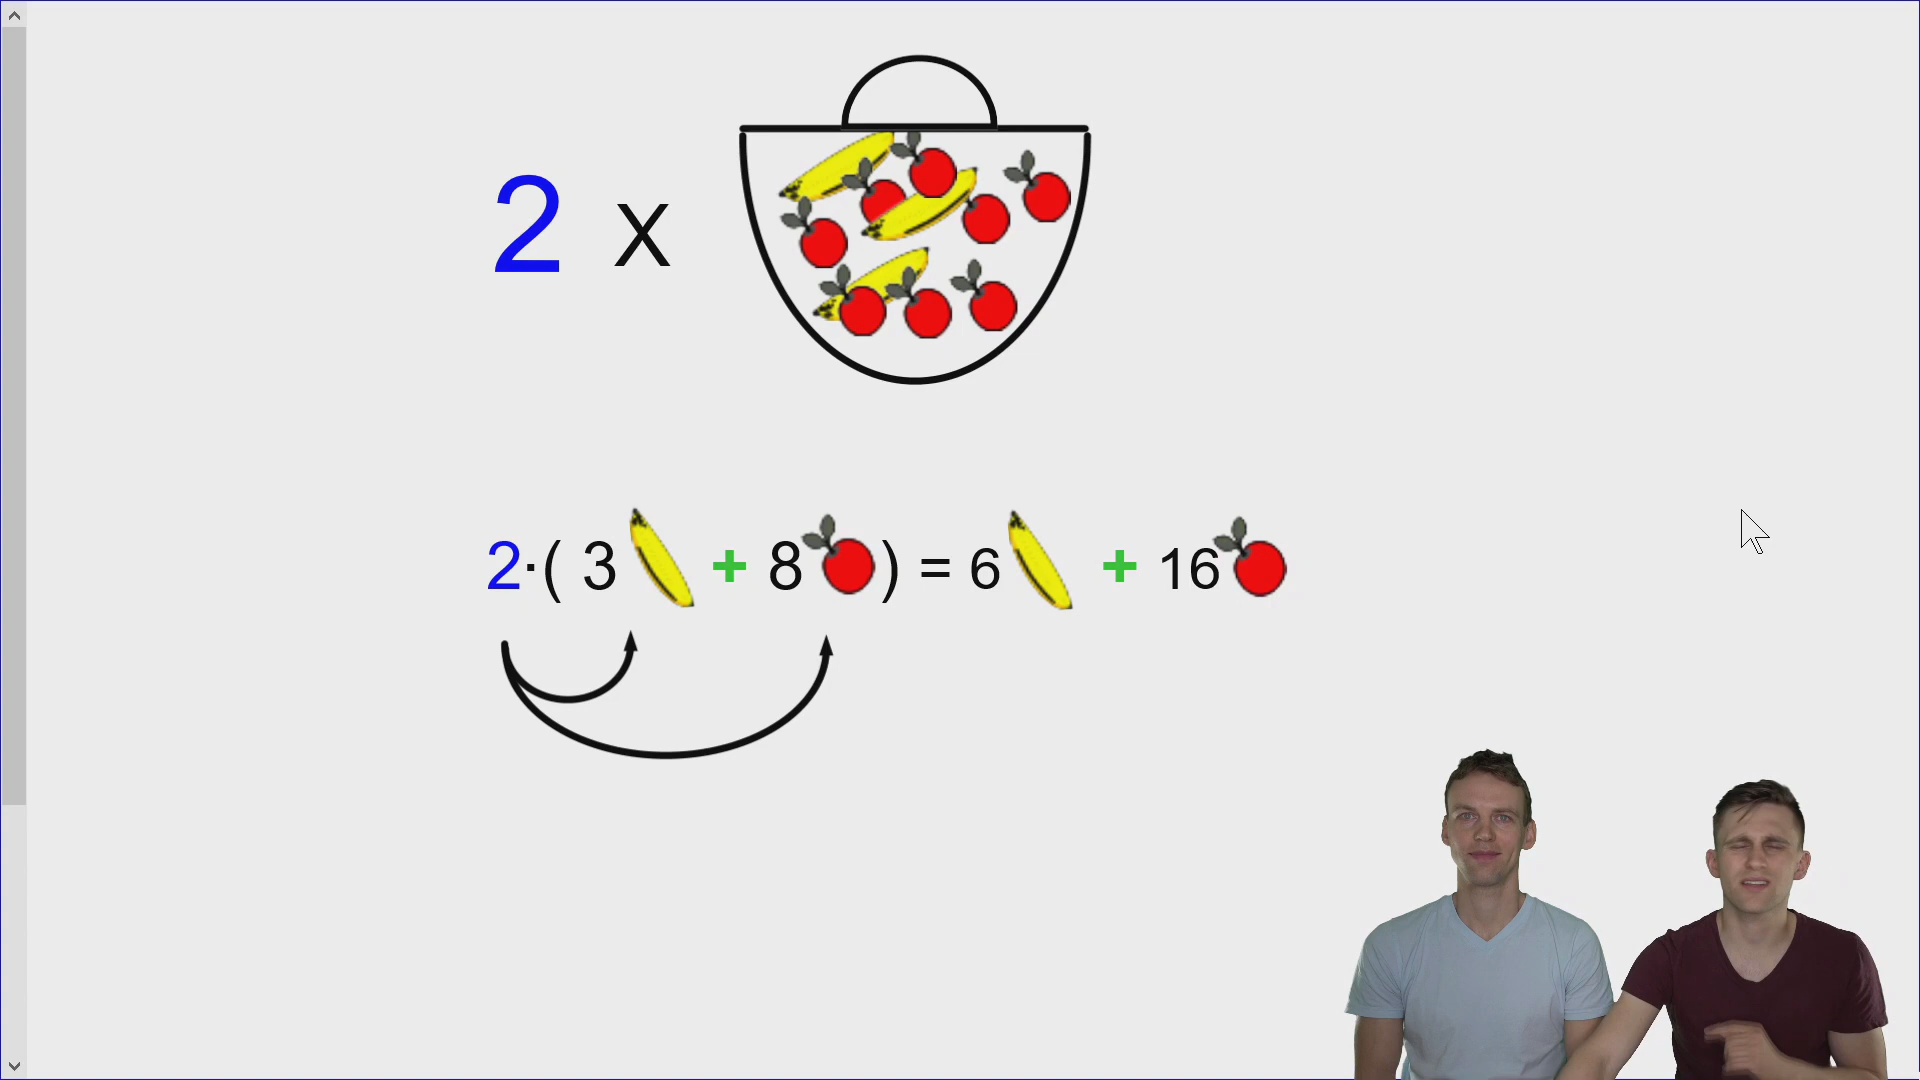 2 x
2·( 3 + 8 ) = 6 + 16